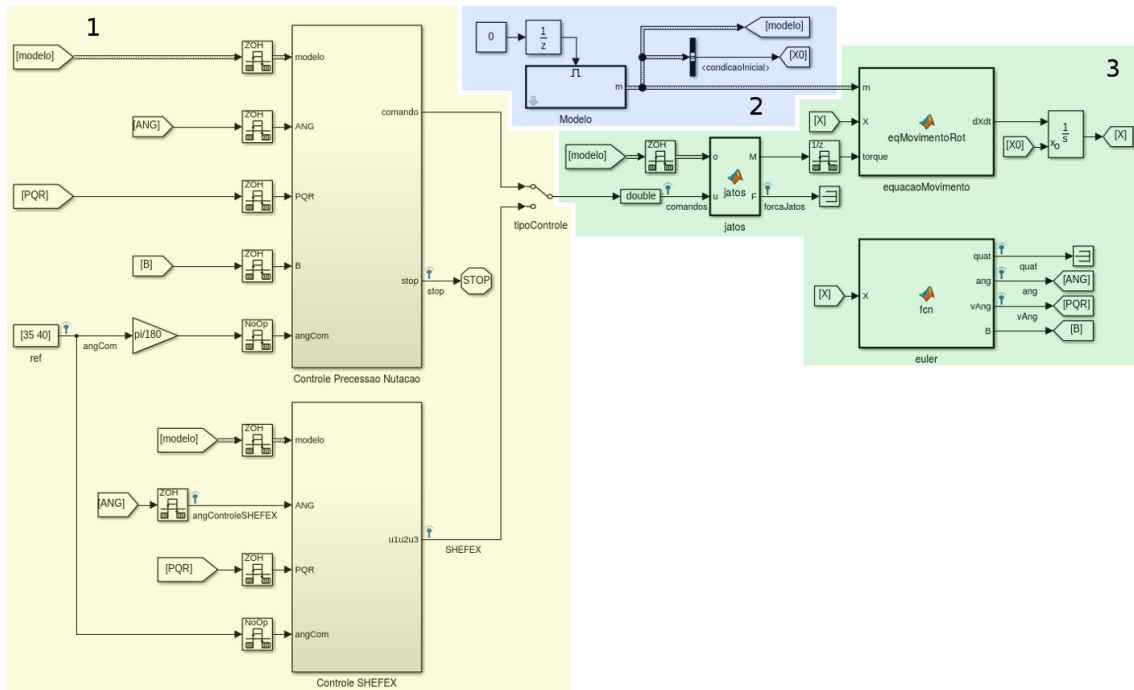 1
[modelo]
ZOH
modelo
[ANG]
ZOH
ANG
[PQR]
ZOH
PQR
[B]
ZOH
B
[35 40]
ref
angCom
pi/180
NoOp
angCom
comando
stop
stop
STOP
Controle Precessao Nutacao
tipoControle
[modelo]
ZOH
modelo
[ANG]
ZOH
angControleSHEFEX
ANG
[PQR]
ZOH
PQR
NoOp
angCom
u1u2u3
SHEFEX
Controle SHEFEX
2
0
1
z
m
Modelo
[modelo]
<condicaoInicial>
[X0]
3
m
[X]
X
torque
eqMovimentoRot
dXdt
equacaoMovimento
[X0]
1
s
xo
[X]
[modelo]
ZOH
o
double
comandos
u
jatos
M
F
jatos
1/z
forcaJatos
[X]
X
fcn
quat
ang
vAng
B
euler
quat
ang
vAng
[ANG]
[PQR]
[B]